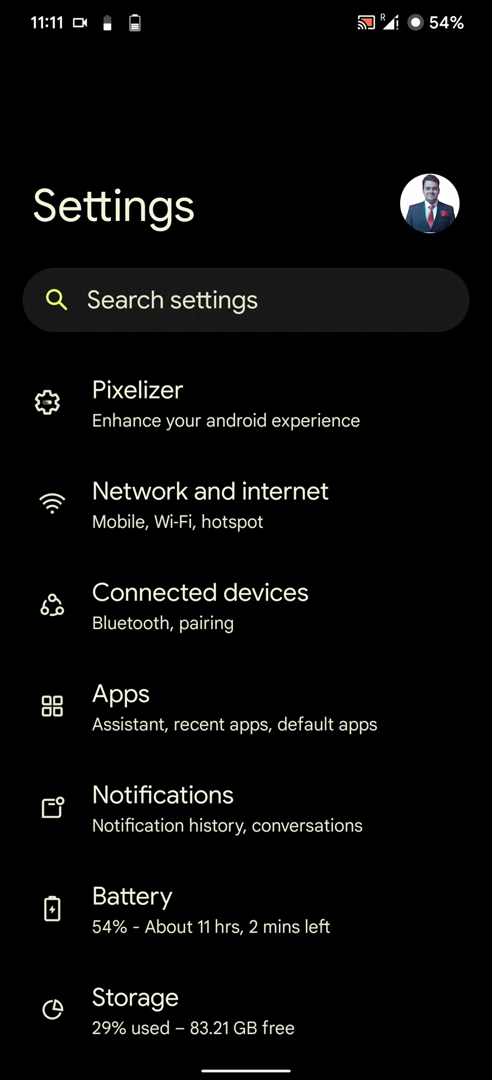 11:11 R 54%
Settings
Search settings
Pixelizer
Enhance your android experience
Network and internet
Mobile, Wi-Fi, hotspot
Connected devices
Bluetooth, pairing
Apps
Assistant, recent apps, default apps
Notifications
Notification history, conversations
Battery
54% - About 11 hrs, 2 mins left
Storage
29% used – 83.21 GB free